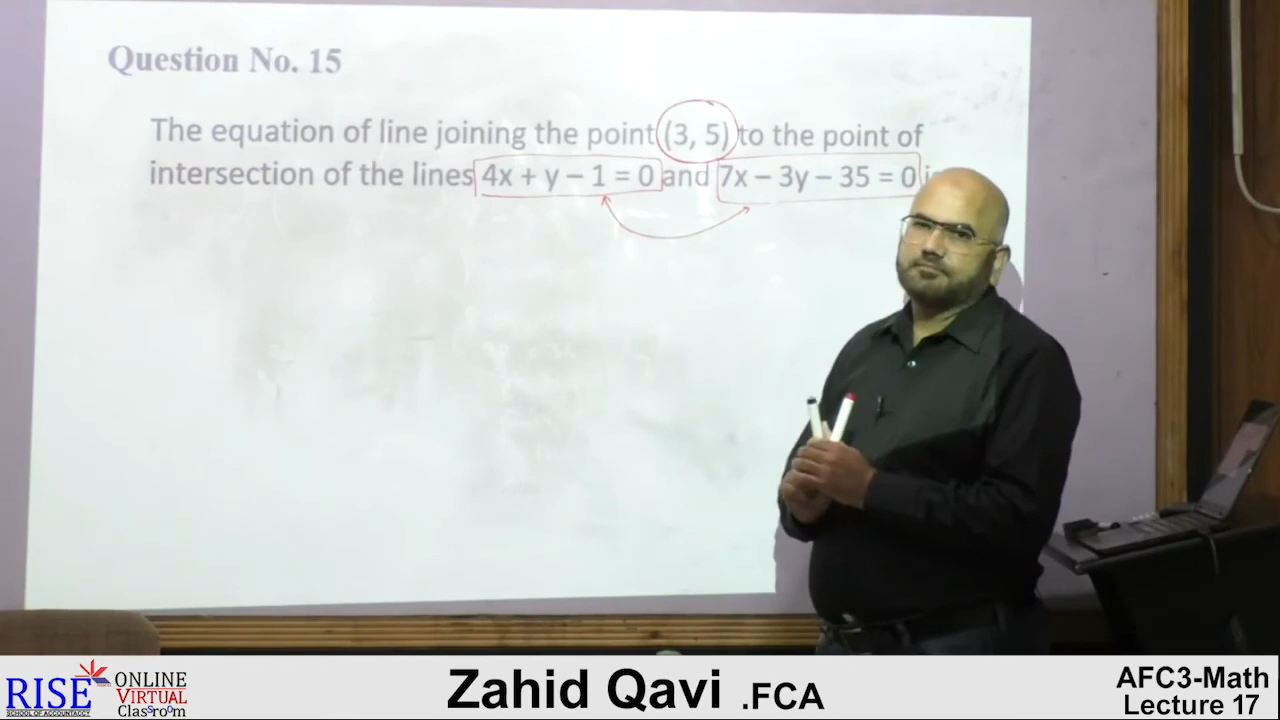 Question No. 15
The equation of line joining the point (3, 5) to the point of
intersection of the lines 4x + y – 1 = 0 and 7x – 3y – 35 = 0
RISE
SCHOOL OF ACCOUNTANCY
ONLINE
VIRTUAL
Classroom
Zahid Qavi .FCA
AFC3-Math
Lecture 17